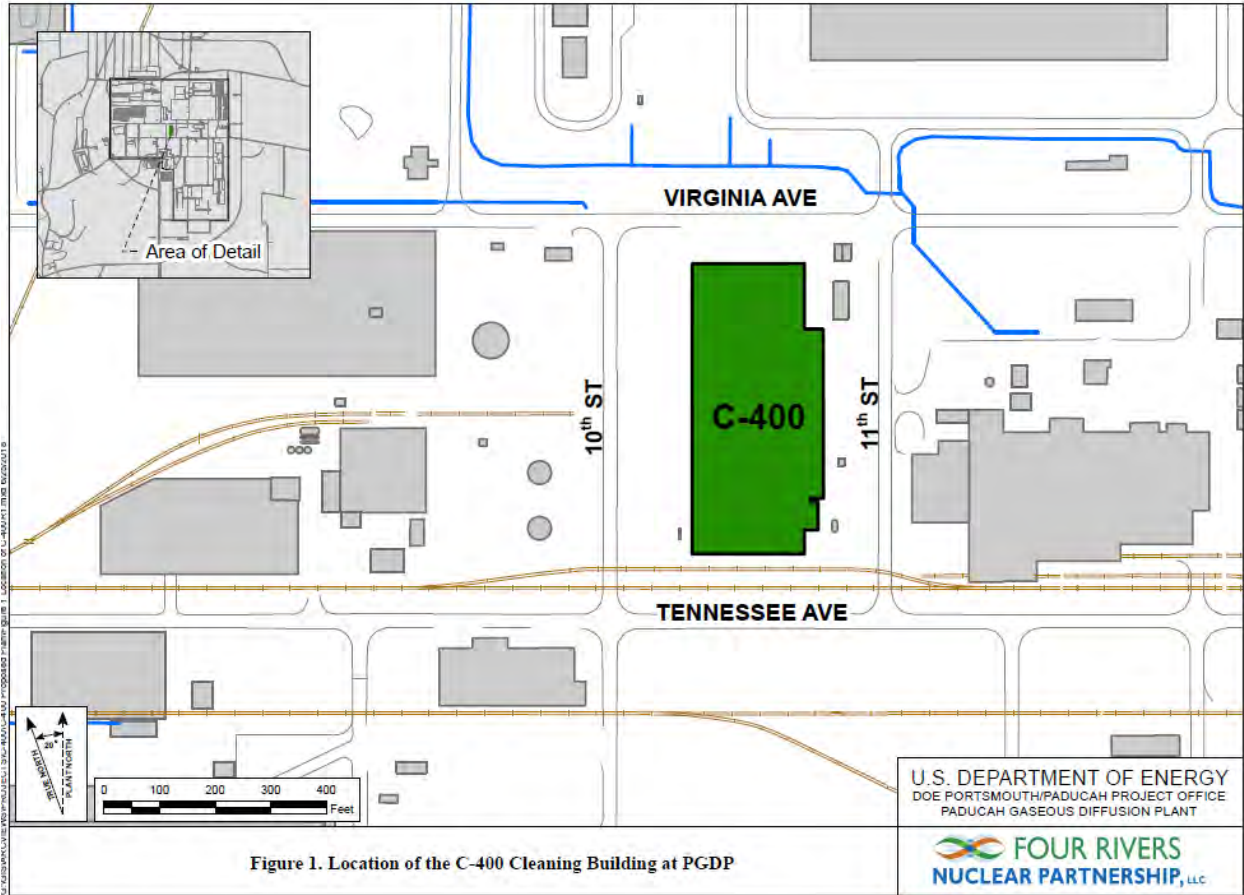 Area of Detail
VIRGINIA AVE
C-400
10th ST
11th ST
TENNESSEE AVE
20°
TRUE NORTH
PLANT NORTH
0 100 200 300 400
Feet
U.S. DEPARTMENT OF ENERGY
DOE PORTSMOUTH/PADUCAH PROJECT OFFICE
PADUCAH GASEOUS DIFFUSION PLANT
FOUR RIVERS
NUCLEAR PARTNERSHIP, LLC
Figure 1. Location of the C-400 Cleaning Building at PGDP